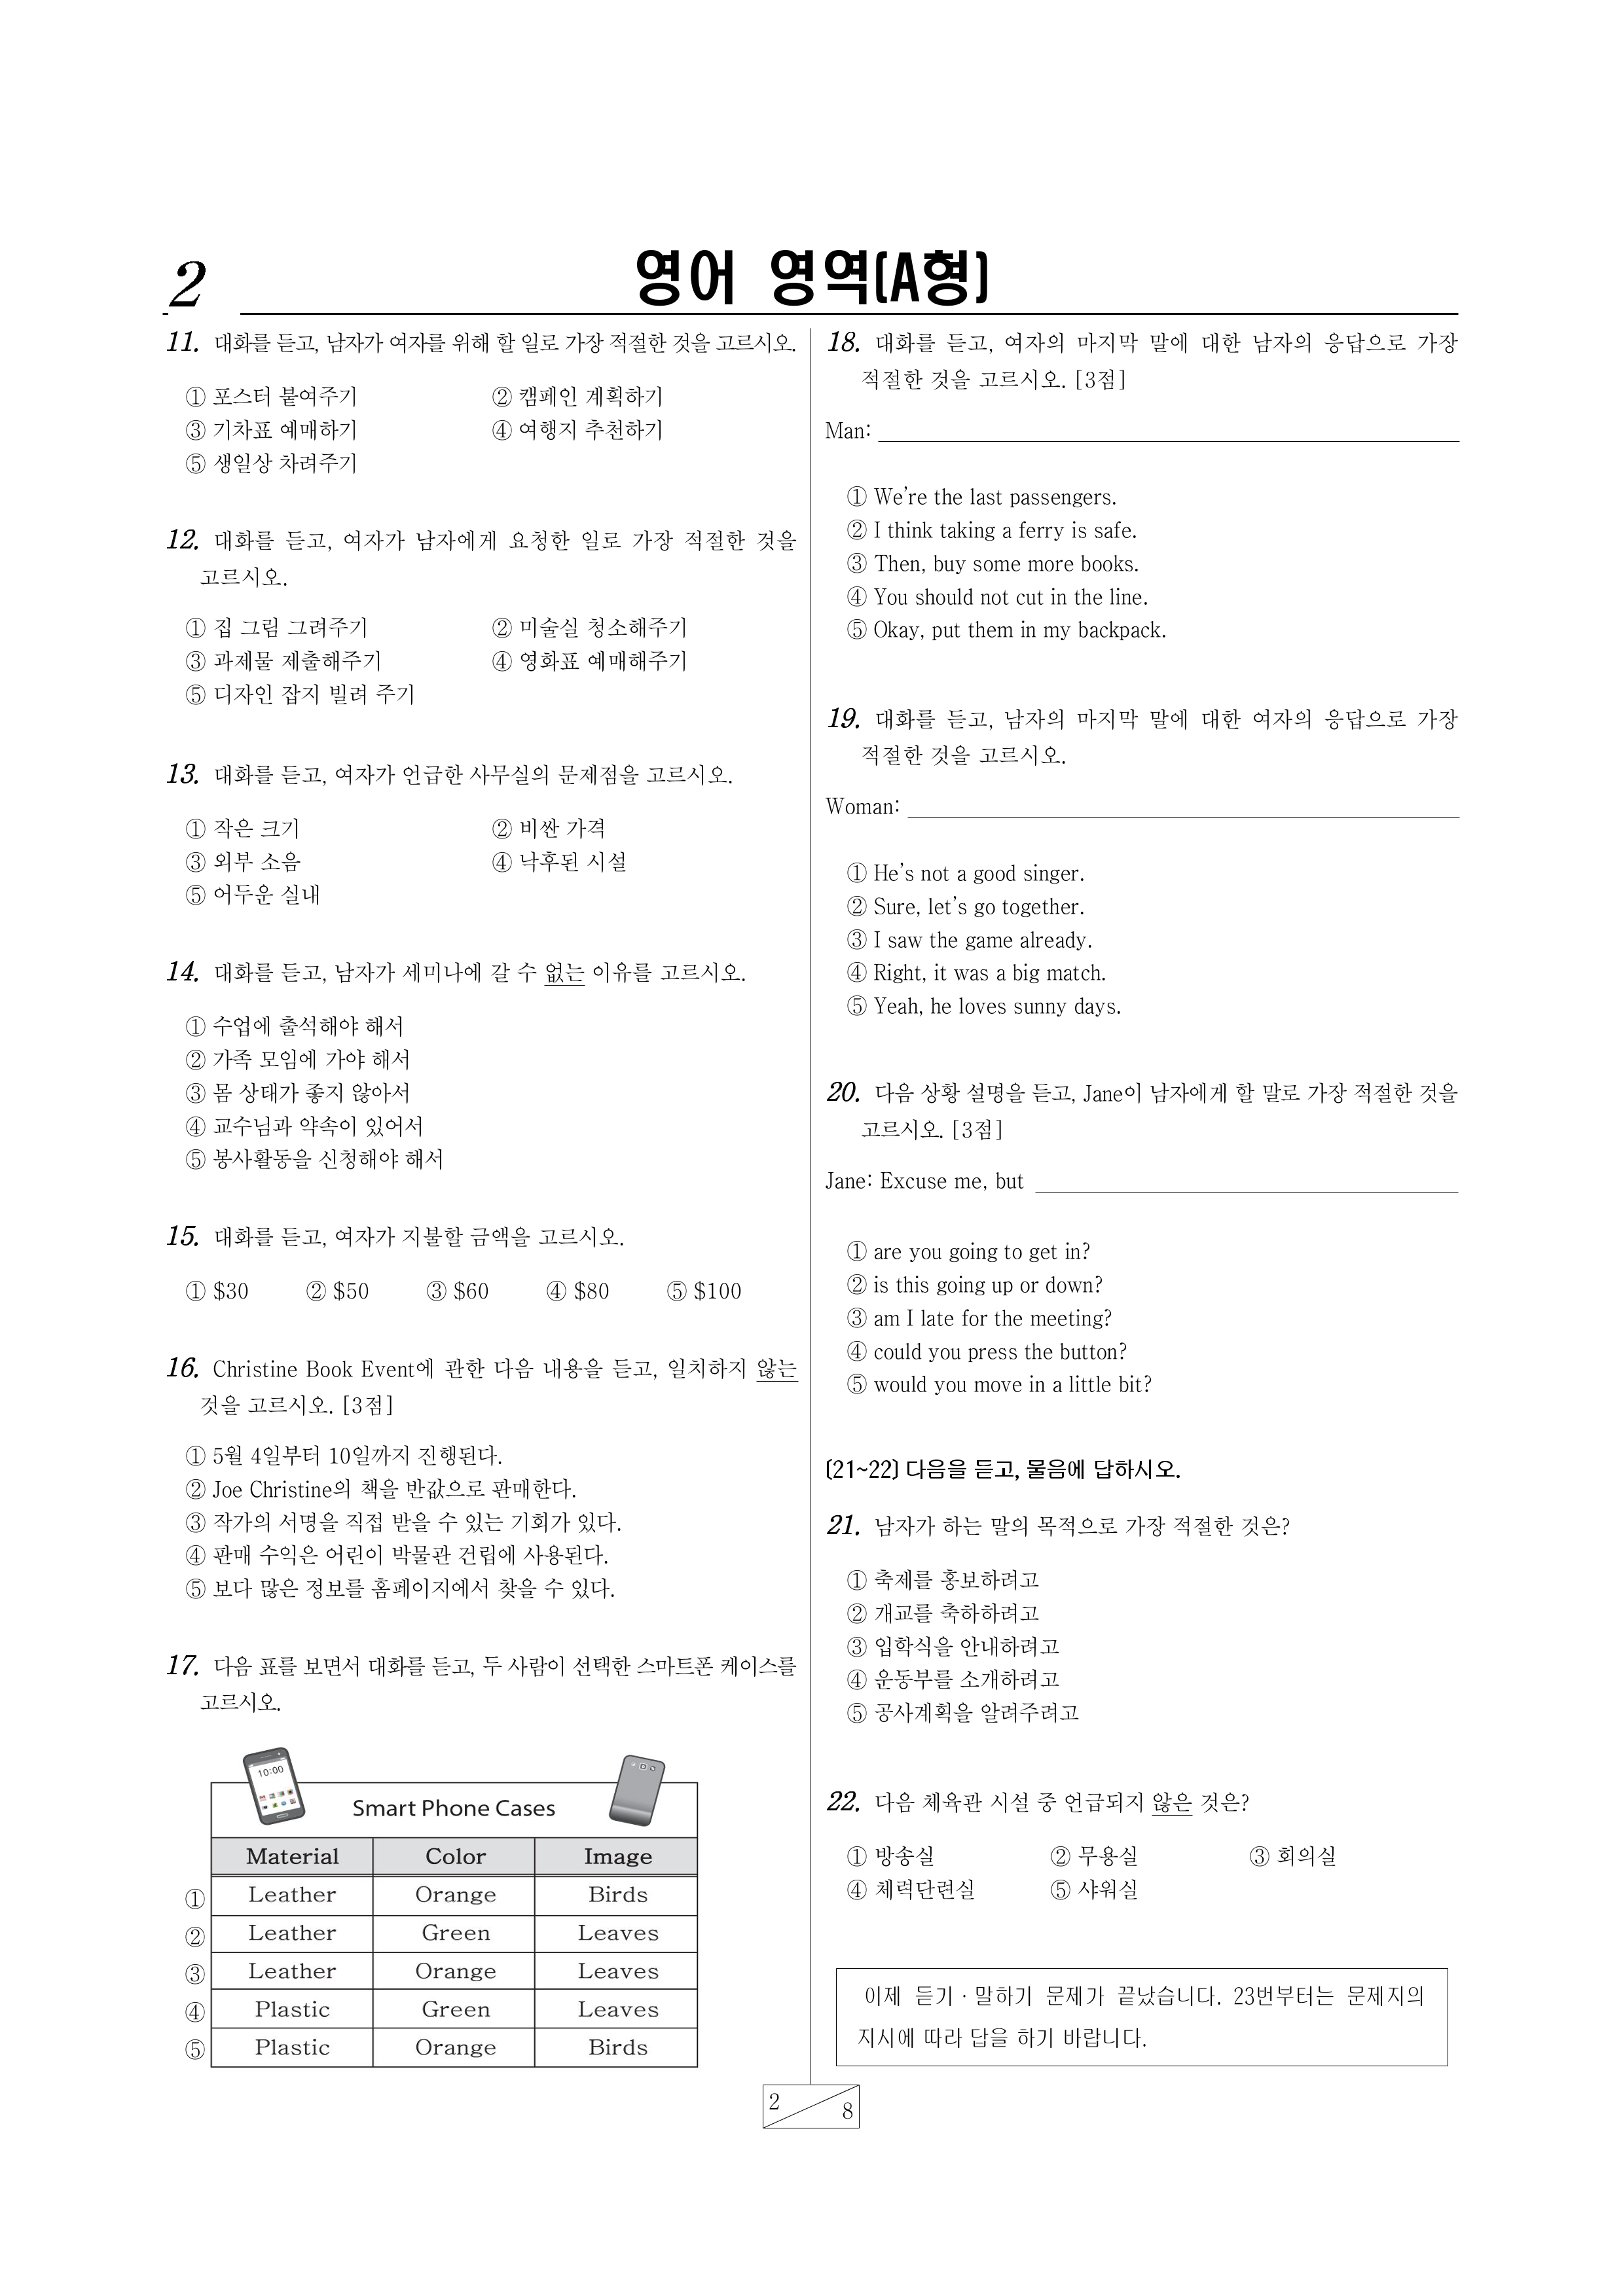 2
영어 영역(A형)
11. 대화를 듣고, 남자가 여자를 위해 할 일로 가장 적절한 것을 고르시오.
① 포스터 붙여주기 ② 캠페인 계획하기
③ 기차표 예매하기 ④ 여행지 추천하기
⑤ 생일상 차려주기
12. 대화를 듣고, 여자가 남자에게 요청한 일로 가장 적절한 것을
고르시오.
① 집 그림 그려주기 ② 미술실 청소해주기
③ 과제물 제출해주기 ④ 영화표 예매해주기
⑤ 디자인 잡지 빌려 주기
13. 대화를 듣고, 여자가 언급한 사무실의 문제점을 고르시오.
① 작은 크기 ② 비싼 가격
③ 외부 소음 ④ 낙후된 시설
⑤ 어두운 실내
14. 대화를 듣고, 남자가 세미나에 갈 수 없는 이유를 고르시오.
① 수업에 출석해야 해서
② 가족 모임에 가야 해서
③ 몸 상태가 좋지 않아서
④ 교수님과 약속이 있어서
⑤ 봉사활동을 신청해야 해서
15. 대화를 듣고, 여자가 지불할 금액을 고르시오.
① $30 ② $50 ③ $60 ④ $80 ⑤ $100
16. Christine Book Event에 관한 다음 내용을 듣고, 일치하지 않는
것을 고르시오. [3점]
① 5월 4일부터 10일까지 진행된다.
② Joe Christine의 책을 반값으로 판매한다.
③ 작가의 서명을 직접 받을 수 있는 기회가 있다.
④ 판매 수익은 어린이 박물관 건립에 사용된다.
⑤ 보다 많은 정보를 홈페이지에서 찾을 수 있다.
17. 다음 표를 보면서 대화를 듣고, 두 사람이 선택한 스마트폰 케이스를
고르시오.
10:00
Smart Phone Cases
Material Color Image
① Leather Orange Birds
② Leather Green Leaves
③ Leather Orange Leaves
④ Plastic Green Leaves
⑤ Plastic Orange Birds
18. 대화를 듣고, 여자의 마지막 말에 대한 남자의 응답으로 가장
적절한 것을 고르시오. [3점]
Man:
① We're the last passengers.
② I think taking a ferry is safe.
③ Then, buy some more books.
④ You should not cut in the line.
⑤ Okay, put them in my backpack.
19. 대화를 듣고, 남자의 마지막 말에 대한 여자의 응답으로 가장
적절한 것을 고르시오.
Woman:
① He's not a good singer.
② Sure, let's go together.
③ I saw the game already.
④ Right, it was a big match.
⑤ Yeah, he loves sunny days.
20. 다음 상황 설명을 듣고, Jane이 남자에게 할 말로 가장 적절한 것을
고르시오. [3점]
Jane: Excuse me, but
① are you going to get in?
② is this going up or down?
③ am I late for the meeting?
④ could you press the button?
⑤ would you move in a little bit?
[21~22] 다음을 듣고, 물음에 답하시오.
21. 남자가 하는 말의 목적으로 가장 적절한 것은?
① 축제를 홍보하려고
② 개교를 축하하려고
③ 입학식을 안내하려고
④ 운동부를 소개하려고
⑤ 공사계획을 알려주려고
22. 다음 체육관 시설 중 언급되지 않은 것은?
① 방송실 ② 무용실 ③ 회의실
④ 체력단련실 ⑤ 샤워실
이제 듣기·말하기 문제가 끝났습니다. 23번부터는 문제지의
지시에 따라 답을 하기 바랍니다.
2
8